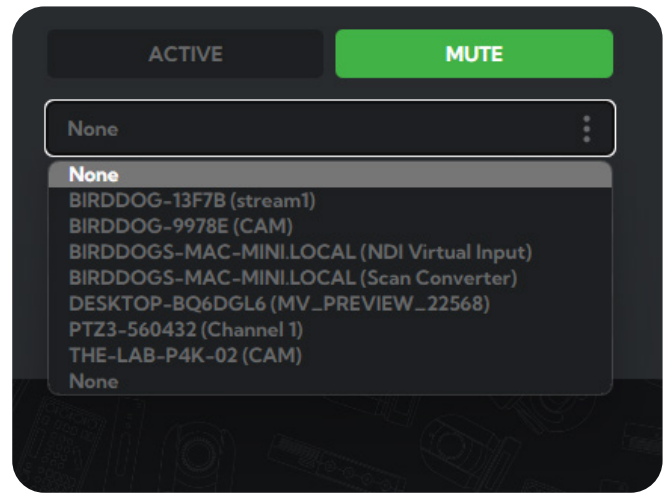 ACTIVE MUTE
None
None
BIRDDOG-13F7B (stream1)
BIRDDOG-9978E (CAM)
BIRDDOGS-MAC-MINI.LOCAL (NDI Virtual Input)
BIRDDOGS-MAC-MINI.LOCAL (Scan Converter)
DESKTOP-BQ6DGL6 (MV_PREVIEW_22568)
PTZ3-560432 (Channel 1)
THE-LAB-P4K-02 (CAM)
None